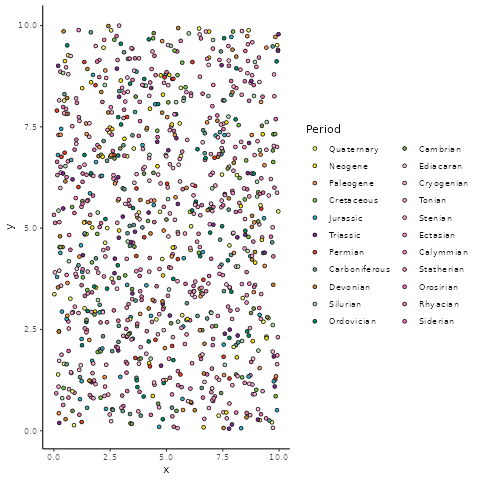 10.0
7.5
5.0
2.5
0.0
y
0.0 2.5 5.0 7.5 10.0
x
Period
Quaternary
Neogene
Paleogene
Cretaceous
Jurassic
Triassic
Permian
Carboniferous
Devonian
Silurian
Ordovician
Cambrian
Ediacaran
Cryogenian
Tonian
Stenian
Ectasian
Calymmian
Statherian
Orosirian
Rhyacian
Siderian